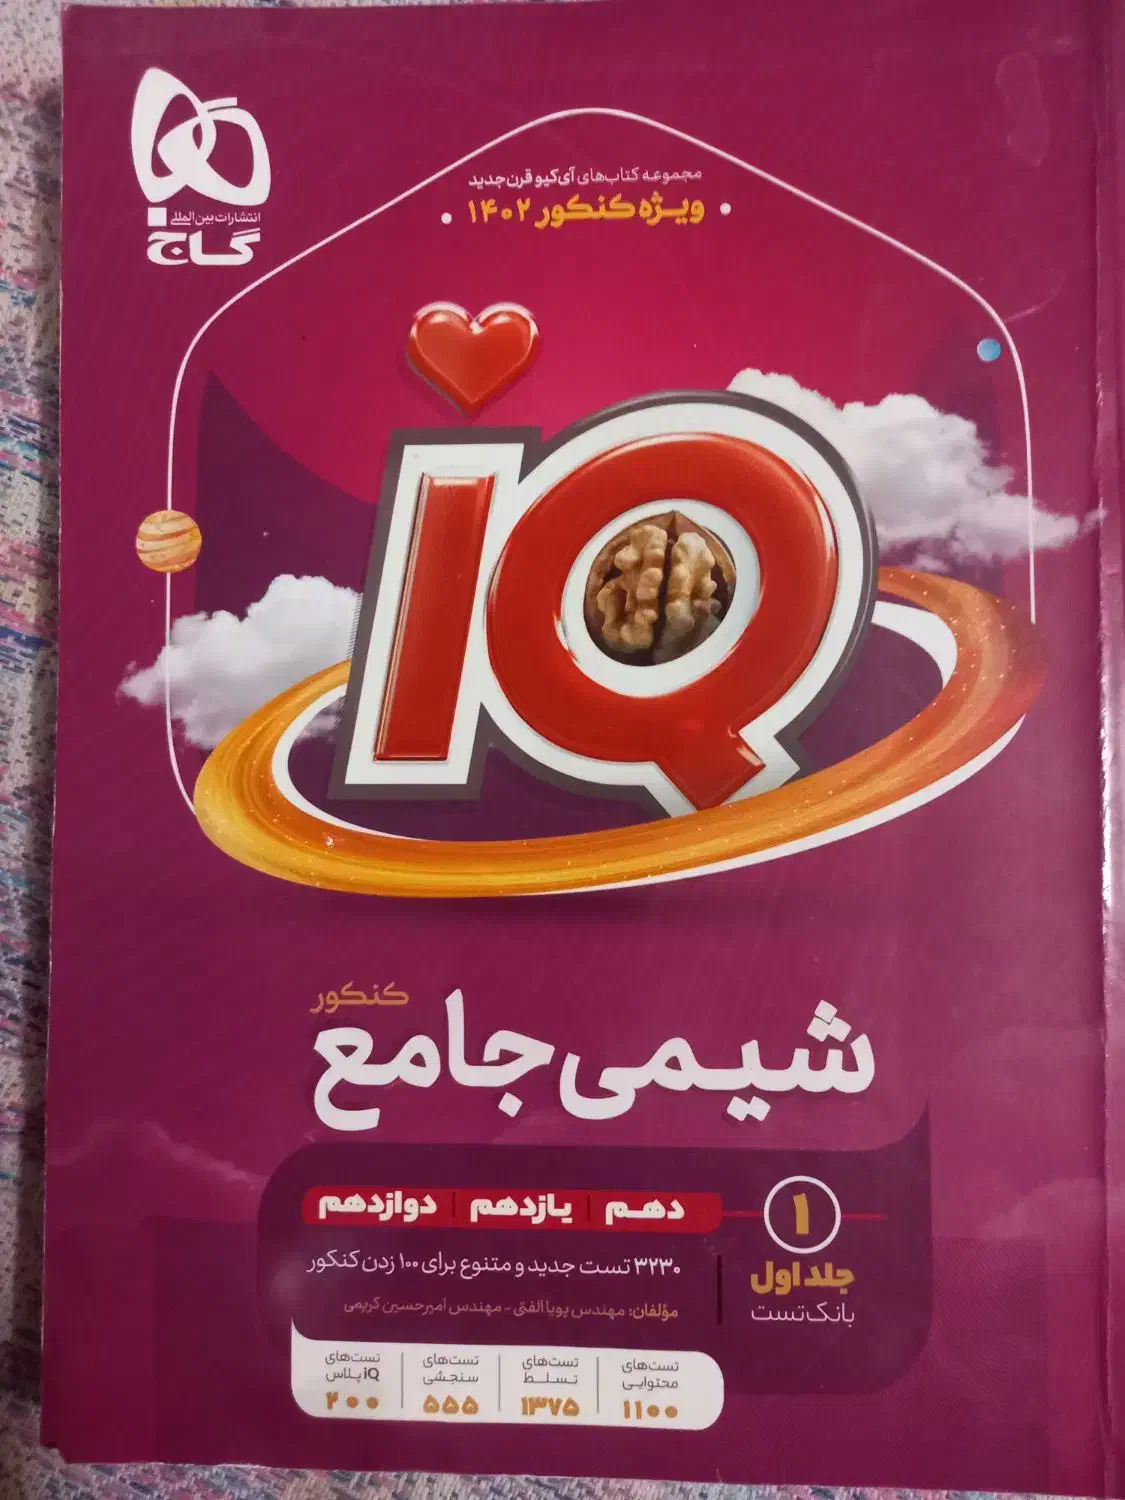 انتشارات بین‌المللی
گاج
مجموعه کتاب‌های آی‌کیو قرن جدید
ویژه کنکور ۱۴۰۲
iQ
کنکور
شیمی جامع
دهم | یازدهم | دوازدهم
۳۲۳۰ تست جدید و متنوع برای ۱۰۰ زدن کنکور
مؤلفان: مهندس پویا الفتی - مهندس امیرحسین کریمی
۱
جلد اول
بانک تست
تست‌های محتوایی
۱۱۰۰
تست‌های تسلط
۱۳۷۵
تست‌های سنجشی
۵۵۵
تست‌های iQ پلاس
۲۰۰